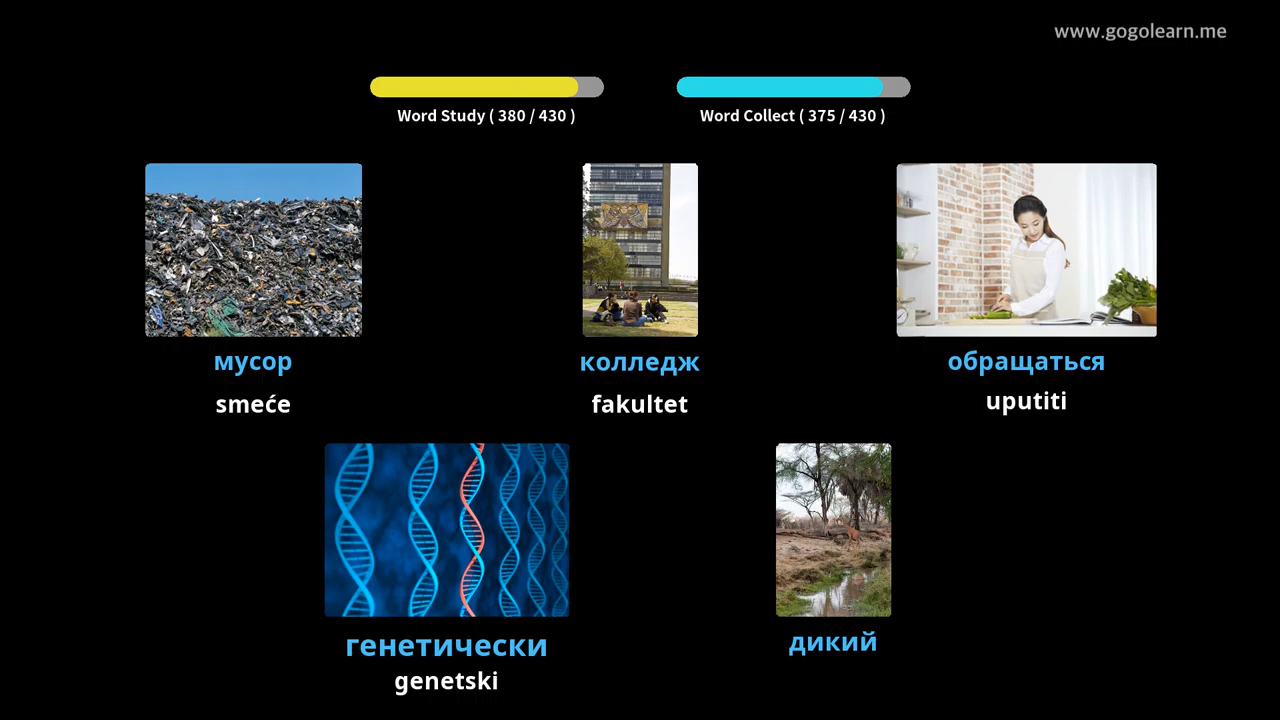 www.gogolearn.me
Word Study ( 380 / 430 )
Word Collect ( 375 / 430 )
мусор
smeće
колледж
fakultet
обращаться
uputiti
генетически
genetski
дикий